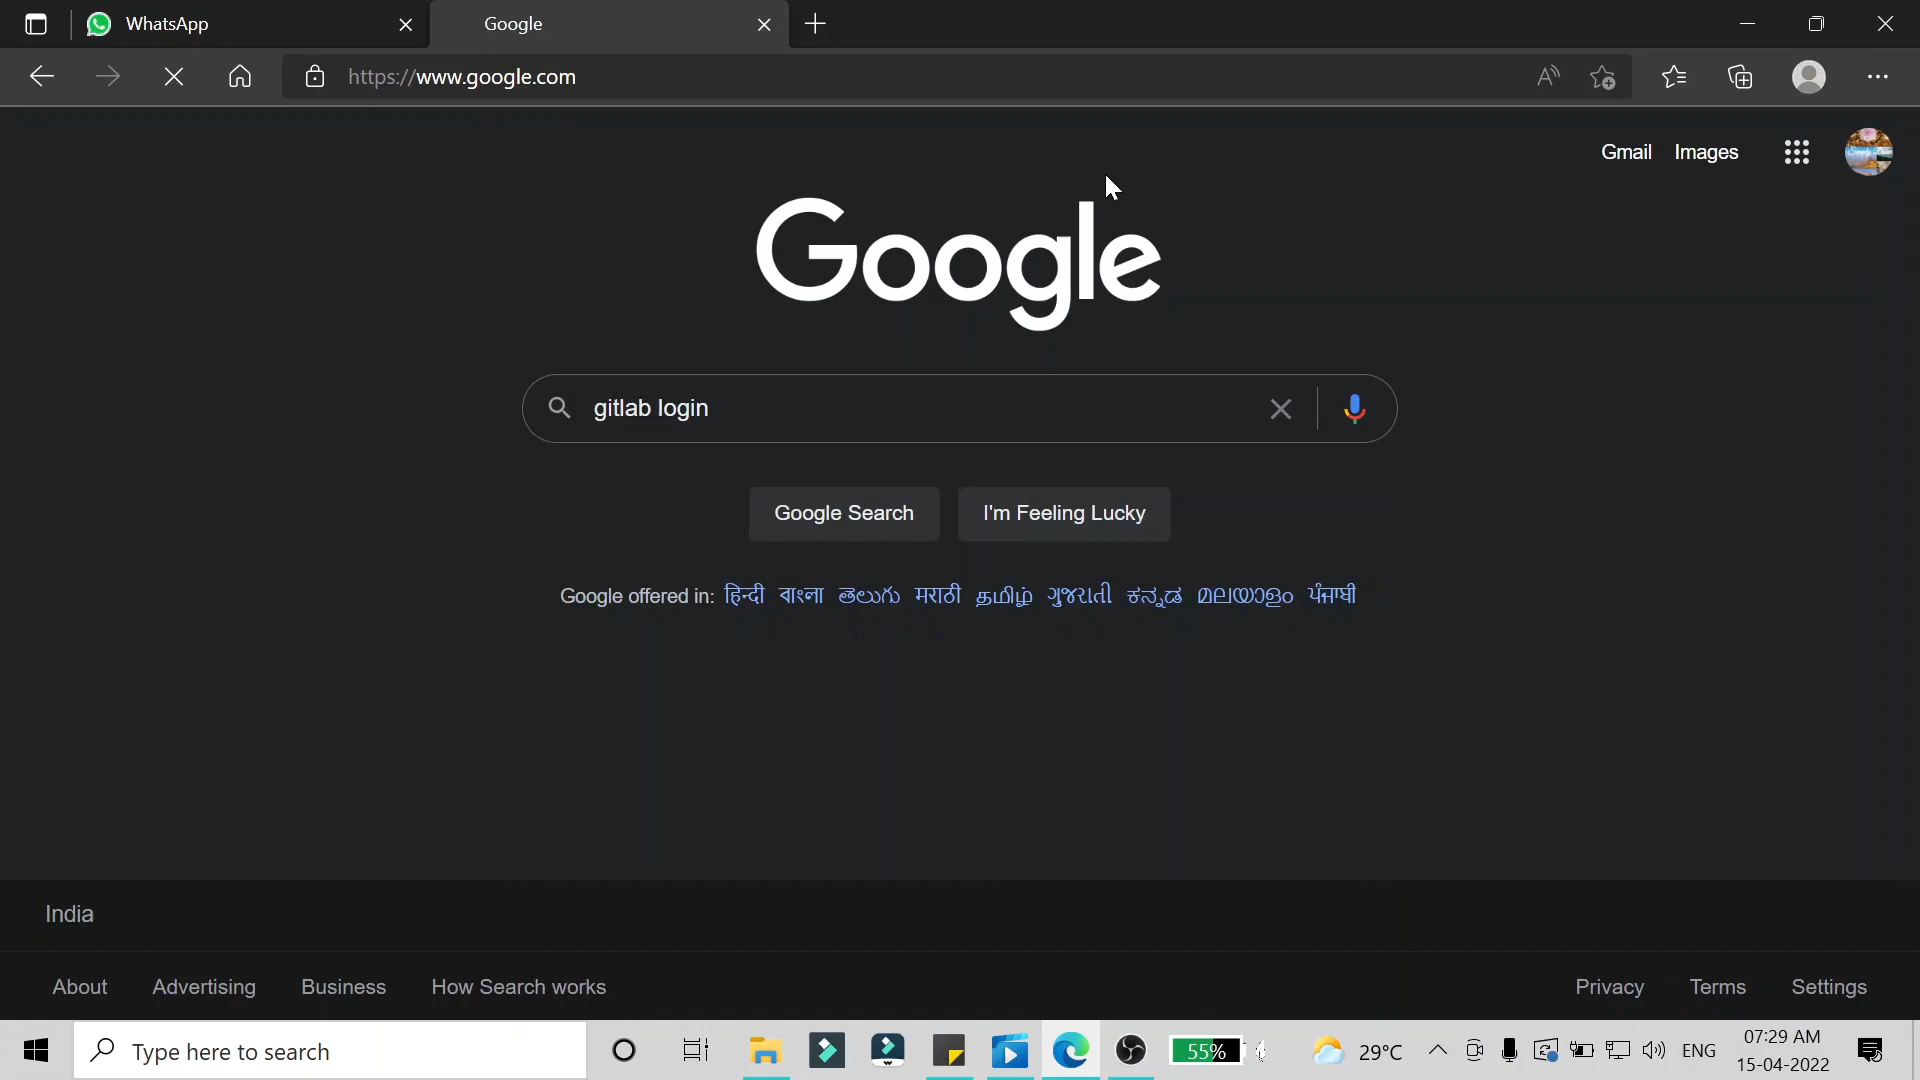 WhatsApp
Google
https://www.google.com
Gmail Images
Google
gitlab login
Google Search I'm Feeling Lucky
Google offered in: हिन्दी বাংলা తెలుగు मराठी தமிழ் ગુજરાતી ಕನ್ನಡ മലയാളം ਪੰਜਾਬੀ
India
About Advertising Business How Search works Privacy Terms Settings
Type here to search
55%
29°C
ENG
07:29 AM
15-04-2022